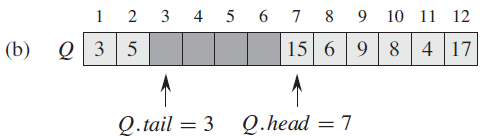 1 2 3 4 5 6 7 8 9 10 11 12
(b) Q 3 5 15 6 9 8 4 17
Q.tail = 3 Q.head = 7